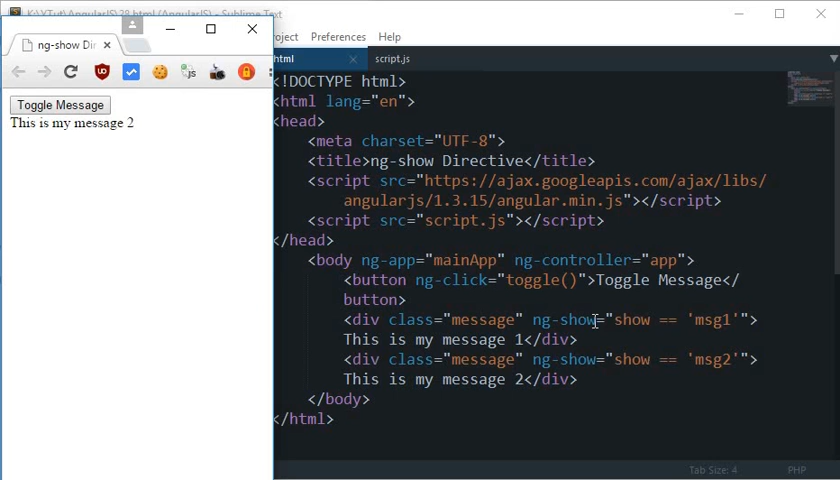 K:\YTut\AngularJS\28.html (AngularJS) - Sublime Text
ng-show Dir
oject Preferences Help
html script.js
Toggle Message
This is my message 2
<!DOCTYPE html>
<html lang="en">
<head>
<meta charset="UTF-8">
<title>ng-show Directive</title>
<script src="https://ajax.googleapis.com/ajax/libs/
angularjs/1.3.15/angular.min.js"></script>
<script src="script.js"></script>
</head>
<body ng-app="mainApp" ng-controller="app">
<button ng-click="toggle()">Toggle Message</
button>
<div class="message" ng-show="show == 'msg1'">
This is my message 1</div>
<div class="message" ng-show="show == 'msg2'">
This is my message 2</div>
</body>
</html>
Tab Size: 4 PHP